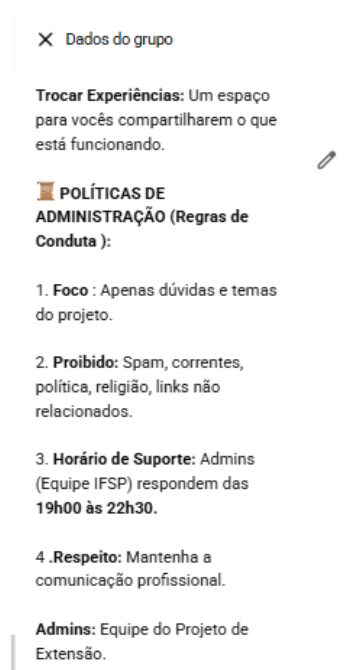 Dados do grupo
Trocar Experiências: Um espaço
para vocês compartilharem o que
está funcionando.
📜 POLÍTICAS DE
ADMINISTRAÇÃO (Regras de
Conduta ):
1. Foco : Apenas dúvidas e temas
do projeto.
2. Proibido: Spam, correntes,
política, religião, links não
relacionados.
3. Horário de Suporte: Admins
(Equipe IFSP) respondem das
19h00 às 22h30.
4 .Respeito: Mantenha a
comunicação profissional.
Admins: Equipe do Projeto de
Extensão.